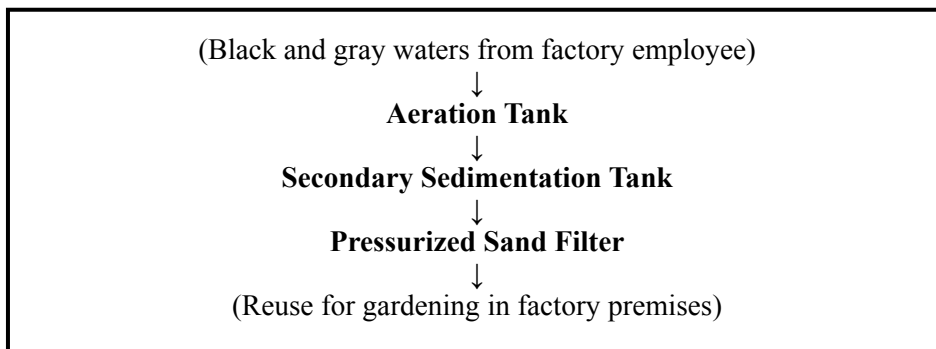 (Black and gray waters from factory employee)
↓
Aeration Tank
↓
Secondary Sedimentation Tank
↓
Pressurized Sand Filter
↓
(Reuse for gardening in factory premises)